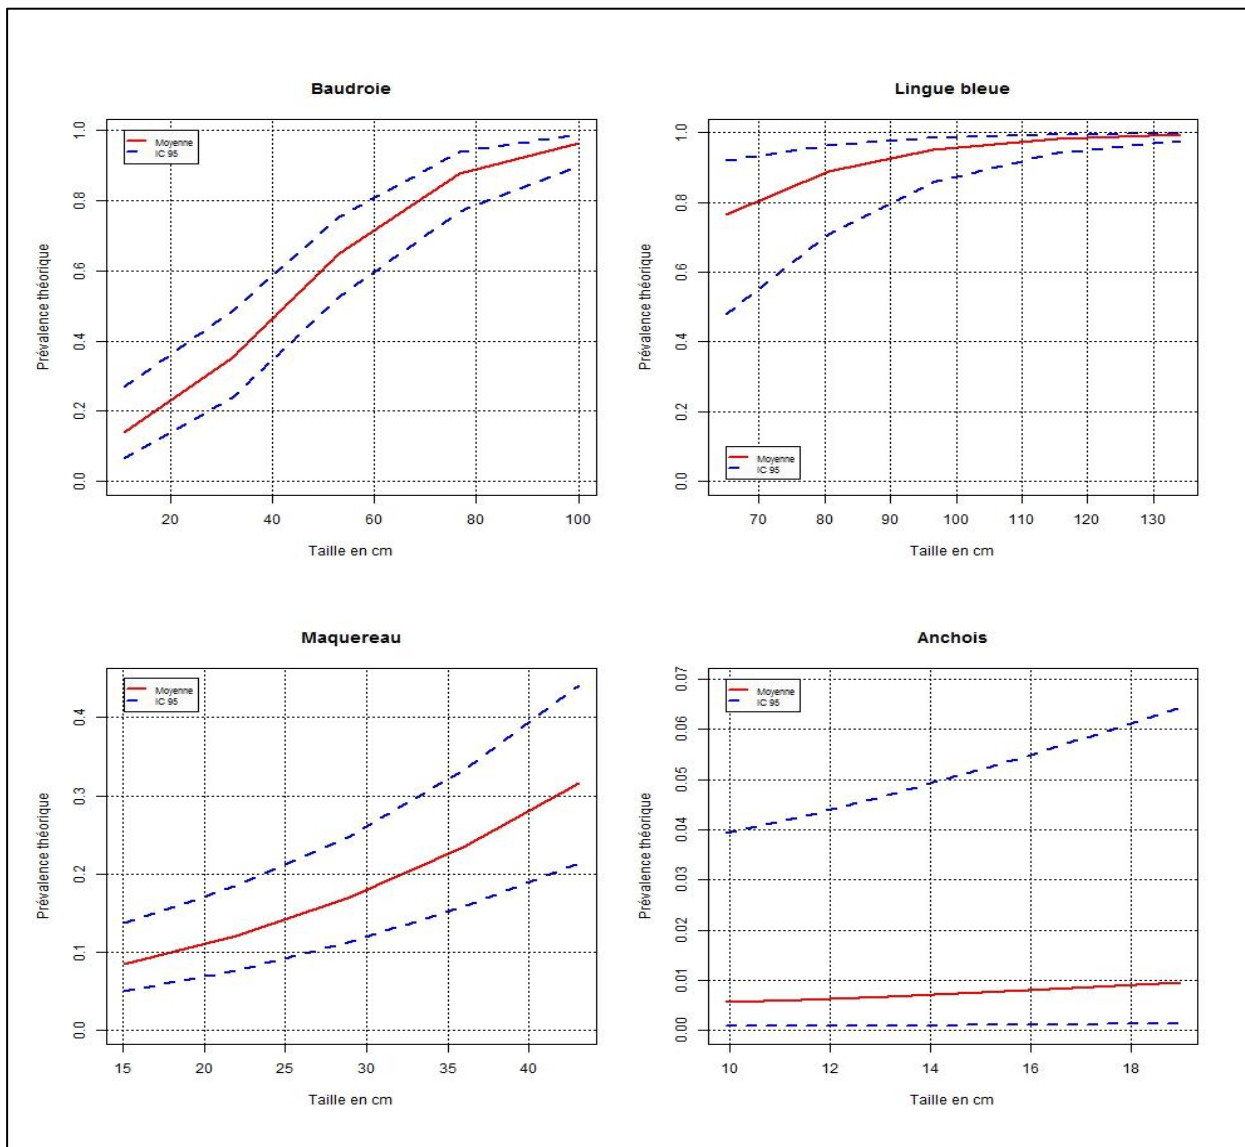 Baudroie
Moyenne
IC 95
Prévalence théorique
0.0 0.2 0.4 0.6 0.8 1.0
20 40 60 80 100
Taille en cm
Lingue bleue
Moyenne
IC 95
Prévalence théorique
0.0 0.2 0.4 0.6 0.8 1.0
70 80 90 100 110 120 130
Taille en cm
Maquereau
Moyenne
IC 95
Prévalence théorique
0.0 0.1 0.2 0.3 0.4
15 20 25 30 35 40
Taille en cm
Anchois
Moyenne
IC 95
Prévalence théorique
0.00 0.01 0.02 0.03 0.04 0.05 0.06 0.07
10 12 14 16 18
Taille en cm